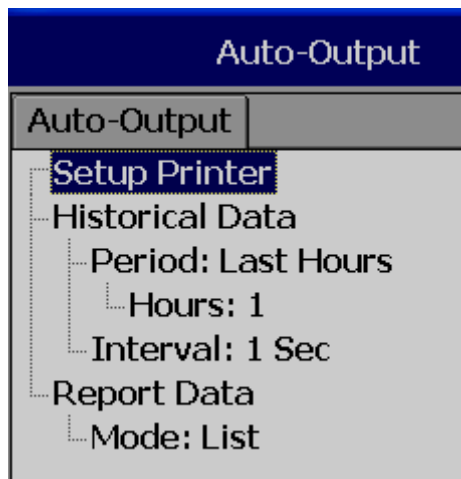 Auto-Output
Auto-Output
Setup Printer
Historical Data
Period: Last Hours
Hours: 1
Interval: 1 Sec
Report Data
Mode: List